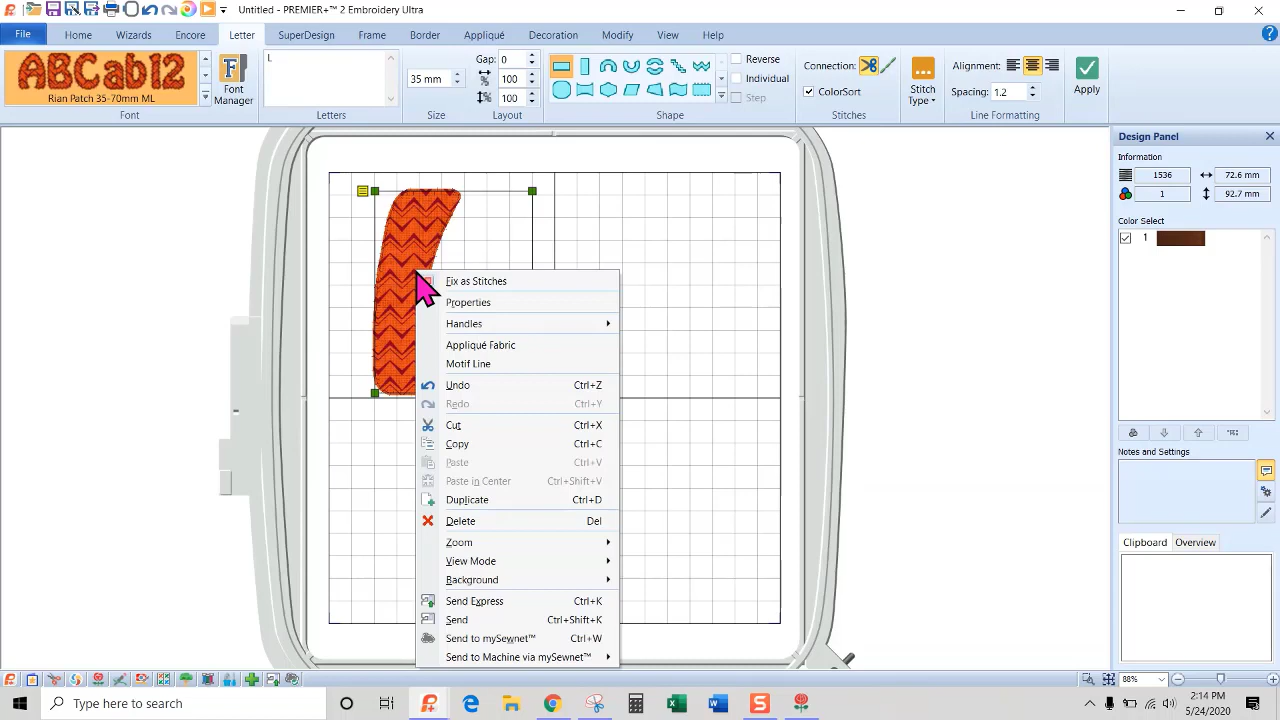 Untitled - PREMIER+™ 2 Embroidery Ultra
File Home Wizards Encore Letter SuperDesign Frame Border Appliqué Decoration Modify View Help
ABCab12
Rian Patch 35-70mm ML
Font
Font Manager
L
Letters
35 mm
Size
Gap: 0
100
100
Layout
Reverse
Individual
Step
Shape
Connection:
ColorSort
Stitches
Stitch Type
Alignment:
Spacing: 1.2
Line Formatting
Apply
Design Panel
Information
1536 72.6 mm
1 92.7 mm
Color Select
1
Notes and Settings
Clipboard Overview
Fix as Stitches
Properties
Handles
Appliqué Fabric
Motif Line
Undo Ctrl+Z
Redo Ctrl+Y
Cut Ctrl+X
Copy Ctrl+C
Paste Ctrl+V
Paste in Center Ctrl+Shift+V
Duplicate Ctrl+D
Delete Del
Zoom
View Mode
Background
Send Express Ctrl+K
Send Ctrl+Shift+K
Send to mySewnet™ Ctrl+W
Send to Machine via mySewnet™
88%
Type here to search
2:14 PM
5/24/2020